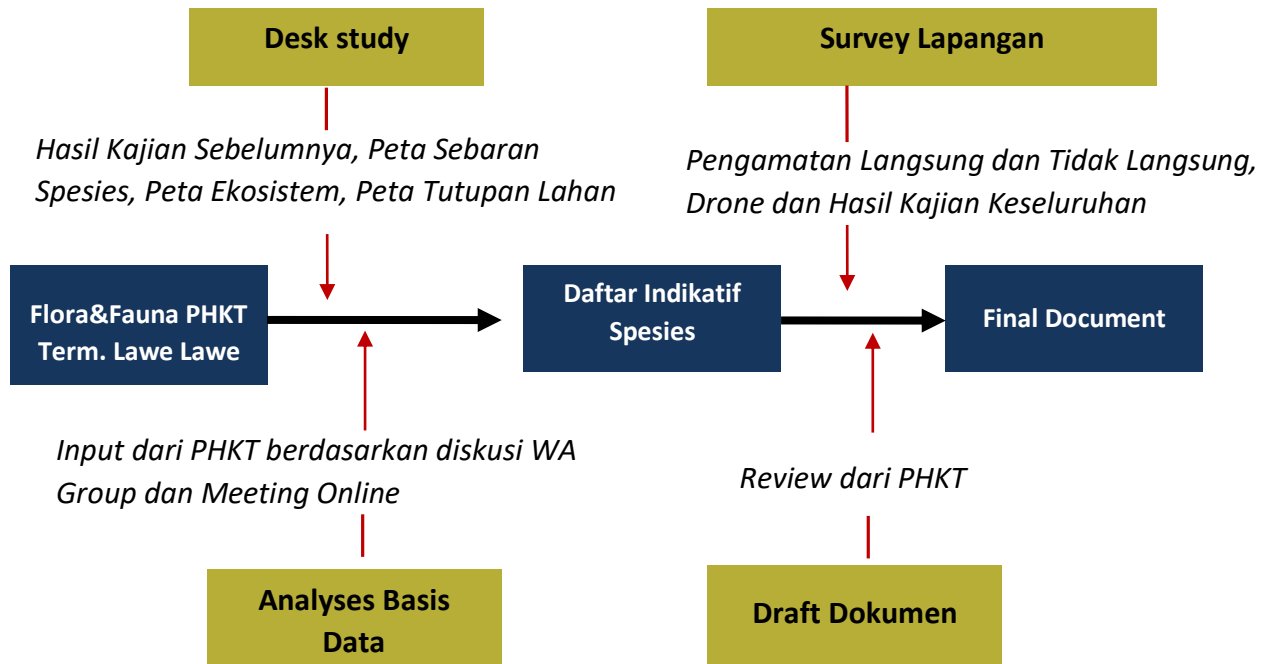 Desk study
Survey Lapangan
Hasil Kajian Sebelumnya, Peta Sebaran
Spesies, Peta Ekosistem, Peta Tutupan Lahan
Pengamatan Langsung dan Tidak Langsung,
Drone dan Hasil Kajian Keseluruhan
Flora&Fauna PHKT
Term. Lawe Lawe
Daftar Indikatif
Spesies
Final Document
Input dari PHKT berdasarkan diskusi WA
Group dan Meeting Online
Review dari PHKT
Analyses Basis
Data
Draft Dokumen